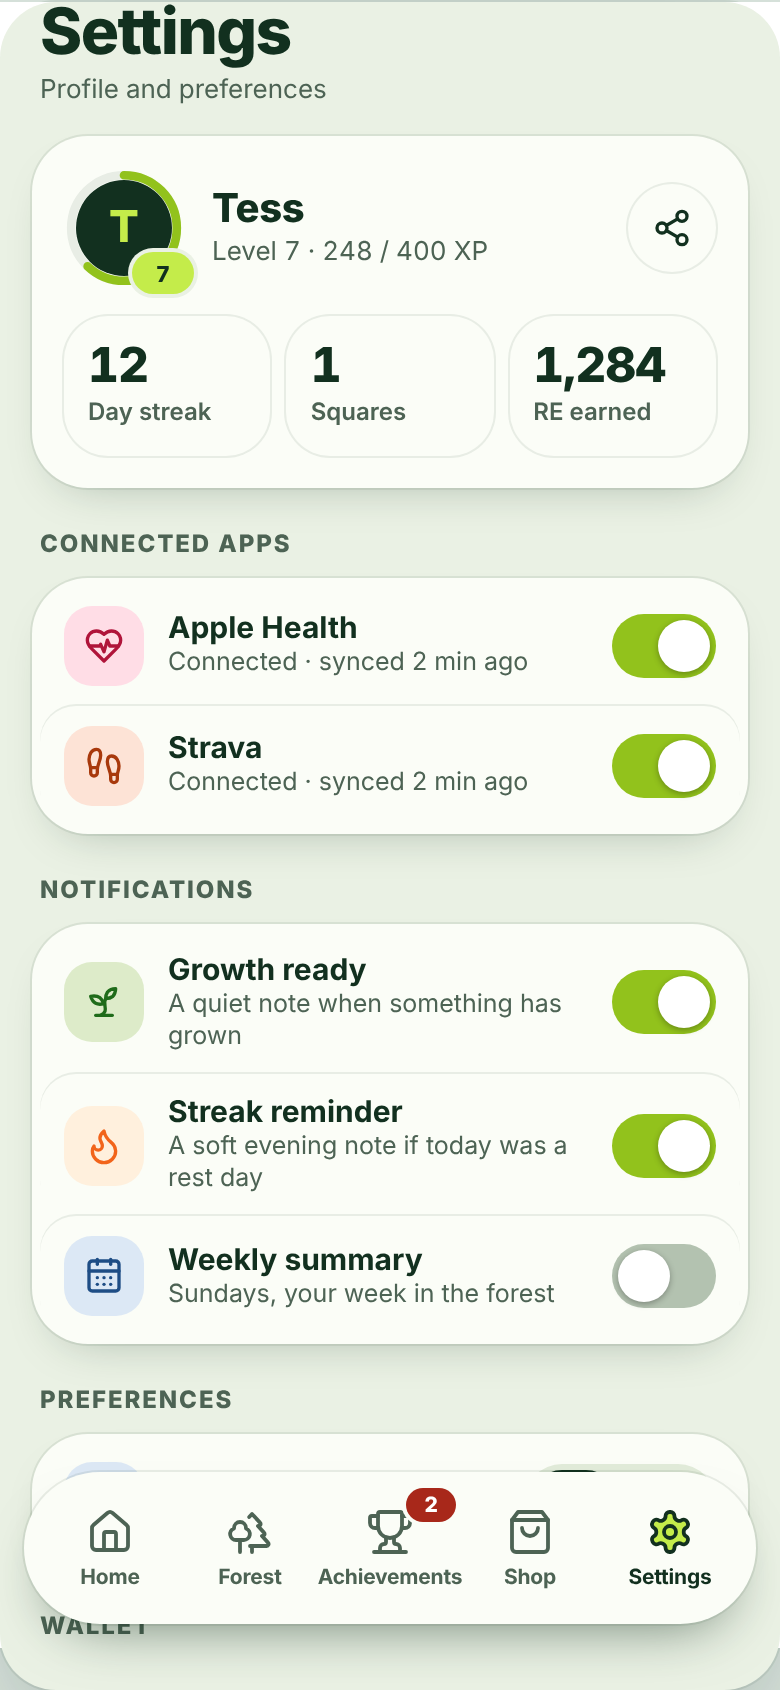 Settings
Profile and preferences
T
7
Tess
Level 7 · 248 / 400 XP
12
Day streak
1
Squares
1,284
RE earned
CONNECTED APPS
Apple Health
Connected · synced 2 min ago
Strava
Connected · synced 2 min ago
NOTIFICATIONS
Growth ready
A quiet note when something has
grown
Streak reminder
A soft evening note if today was a
rest day
Weekly summary
Sundays, your week in the forest
PREFERENCES
2
Home
Forest
Achievements
Shop
Settings
WALLET